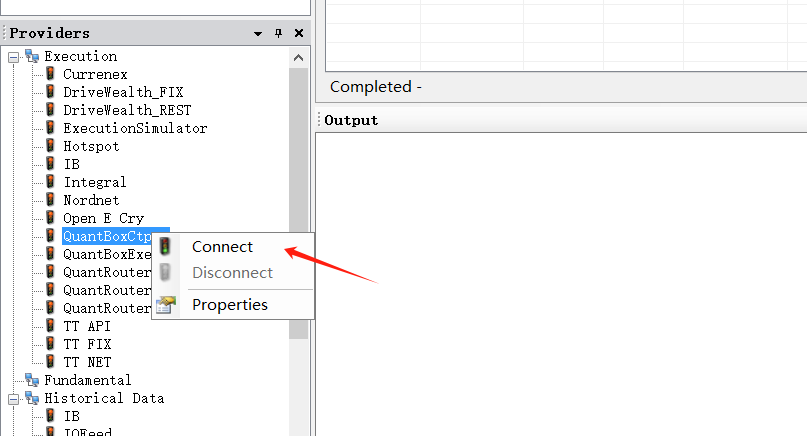 Providers
Execution
Currenex
DriveWealth_FIX
DriveWealth_REST
ExecutionSimulator
Hotspot
IB
Integral
Nordnet
Open E Cry
QuantBoxCtp
QuantBoxExe
QuantRouter
QuantRouter
QuantRouter
TT API
TT FIX
TT NET
Fundamental
Historical Data
IB
IQFeed
Connect
Disconnect
Properties
Completed -
Output